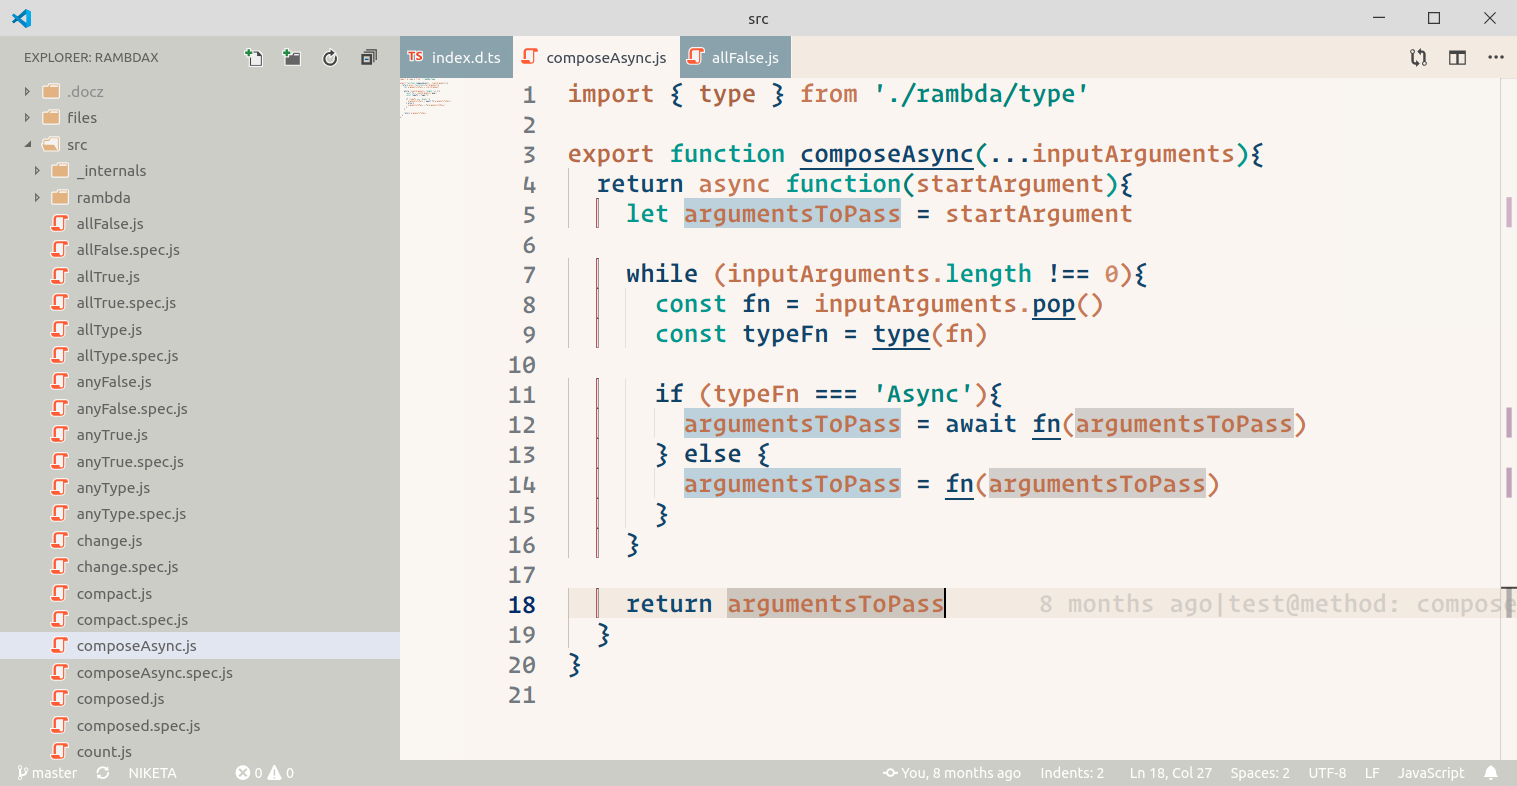 src
EXPLORER: RAMBDAX
.docz
files
src
_internals
rambda
allFalse.js
allFalse.spec.js
allTrue.js
allTrue.spec.js
allType.js
allType.spec.js
anyFalse.js
anyFalse.spec.js
anyTrue.js
anyTrue.spec.js
anyType.js
anyType.spec.js
change.js
change.spec.js
compact.js
compact.spec.js
composeAsync.js
composeAsync.spec.js
composed.js
composed.spec.js
count.js
TS index.d.ts composeAsync.js allFalse.js
1 import { type } from './rambda/type'
2
3 export function composeAsync(...inputArguments){
4 return async function(startArgument){
5 let argumentsToPass = startArgument
6
7 while (inputArguments.length !== 0){
8 const fn = inputArguments.pop()
9 const typeFn = type(fn)
10
11 if (typeFn === 'Async'){
12 argumentsToPass = await fn(argumentsToPass)
13 } else {
14 argumentsToPass = fn(argumentsToPass)
15 }
16 }
17
18 return argumentsToPass 8 months ago|test@method: compose
19 }
20 }
21
master NIKETA 0 0 You, 8 months ago Indents: 2 Ln 18, Col 27 Spaces: 2 UTF-8 LF JavaScript